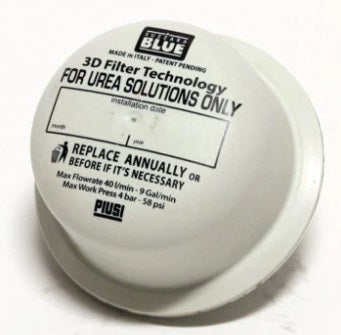 BLUE
MADE IN ITALY - PATENT PENDING
3D Filter Technology
FOR UREA SOLUTIONS ONLY
installation date
month year
REPLACE ANNUALLY OR
BEFORE IF IT'S NECESSARY
Max Flowrate 40 l/min - 9 Gal/min
Max Work Press 4 bar - 58 psi
PIUSI